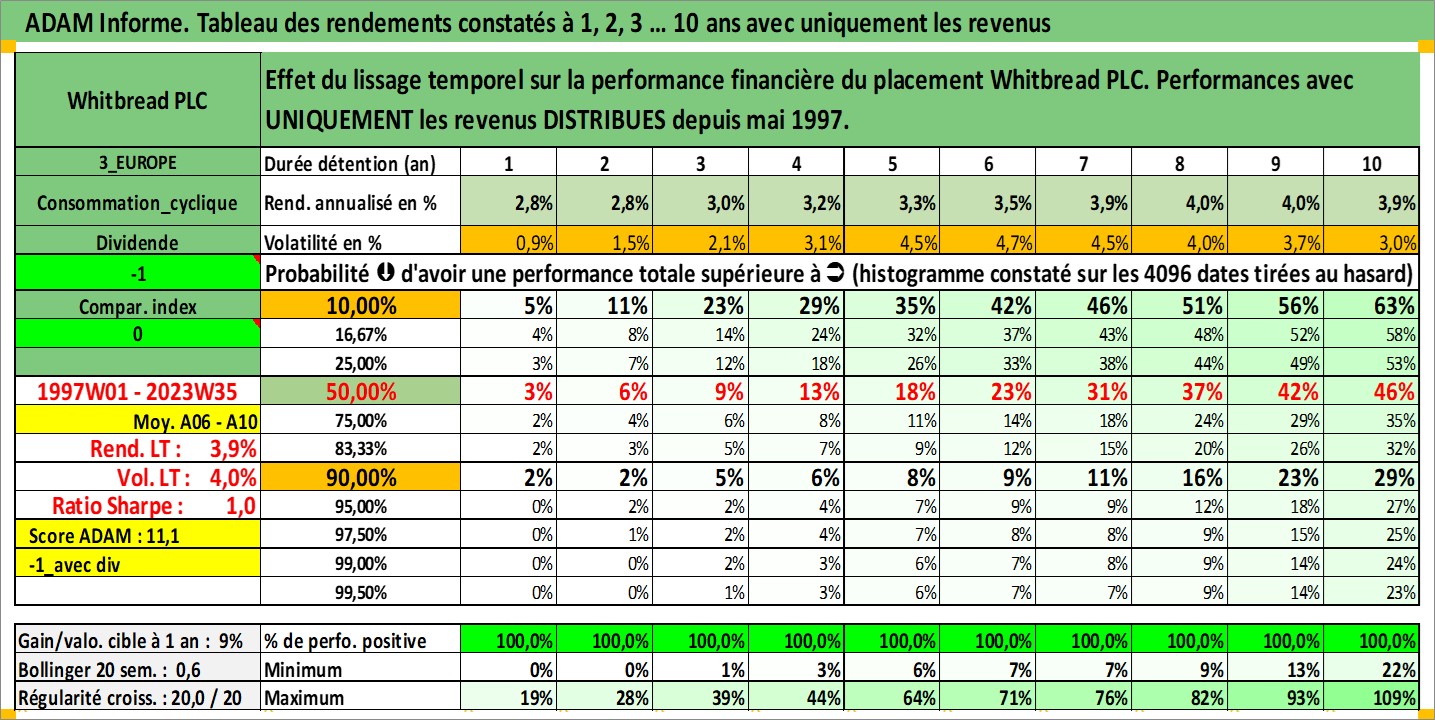 ADAM Informe. Tableau des rendements constatés à 1, 2, 3 ... 10 ans avec uniquement les revenus
Whitbread PLC
Effet du lissage temporel sur la performance financière du placement Whitbread PLC. Performances avec
UNIQUEMENT les revenus DISTRIBUES depuis mai 1997.
3_EUROPE Durée détention (an) 1 2 3 4 5 6 7 8 9 10
Consommation_cyclique Rend. annualisé en % 2,8% 2,8% 3,0% 3,2% 3,3% 3,5% 3,9% 4,0% 4,0% 3,9%
Dividende Volatilité en % 0,9% 1,5% 2,1% 3,1% 4,5% 4,7% 4,5% 4,0% 3,7% 3,0%
-1 Probabilité d'avoir une performance totale supérieure à (histogramme constaté sur les 4096 dates tirées au hasard)
Compar. index 10,00% 5% 11% 23% 29% 35% 42% 46% 51% 56% 63%
0 16,67% 4% 8% 14% 24% 32% 37% 43% 48% 52% 58%
25,00% 3% 7% 12% 18% 26% 33% 38% 44% 49% 53%
1997W01 - 2023W35 50,00% 3% 6% 9% 13% 18% 23% 31% 37% 42% 46%
Moy. A06 - A10 75,00% 2% 4% 6% 8% 11% 14% 18% 24% 29% 35%
Rend. LT : 3,9% 83,33% 2% 3% 5% 7% 9% 12% 15% 20% 26% 32%
Vol. LT : 4,0% 90,00% 2% 2% 5% 6% 8% 9% 11% 16% 23% 29%
Ratio Sharpe : 1,0 95,00% 0% 2% 2% 4% 7% 9% 9% 12% 18% 27%
Score ADAM : 11,1 97,50% 0% 1% 2% 4% 7% 8% 8% 9% 15% 25%
-1_avec div 99,00% 0% 0% 2% 3% 6% 7% 8% 9% 14% 24%
99,50% 0% 0% 1% 3% 6% 7% 7% 9% 14% 23%
Gain/valo. cible à 1 an : 9% % de perfo. positive 100,0% 100,0% 100,0% 100,0% 100,0% 100,0% 100,0% 100,0% 100,0% 100,0%
Bollinger 20 sem. : 0,6 Minimum 0% 0% 1% 3% 6% 7% 7% 9% 13% 22%
Régularité croiss. : 20,0 / 20 Maximum 19% 28% 39% 44% 64% 71% 76% 82% 93% 109%